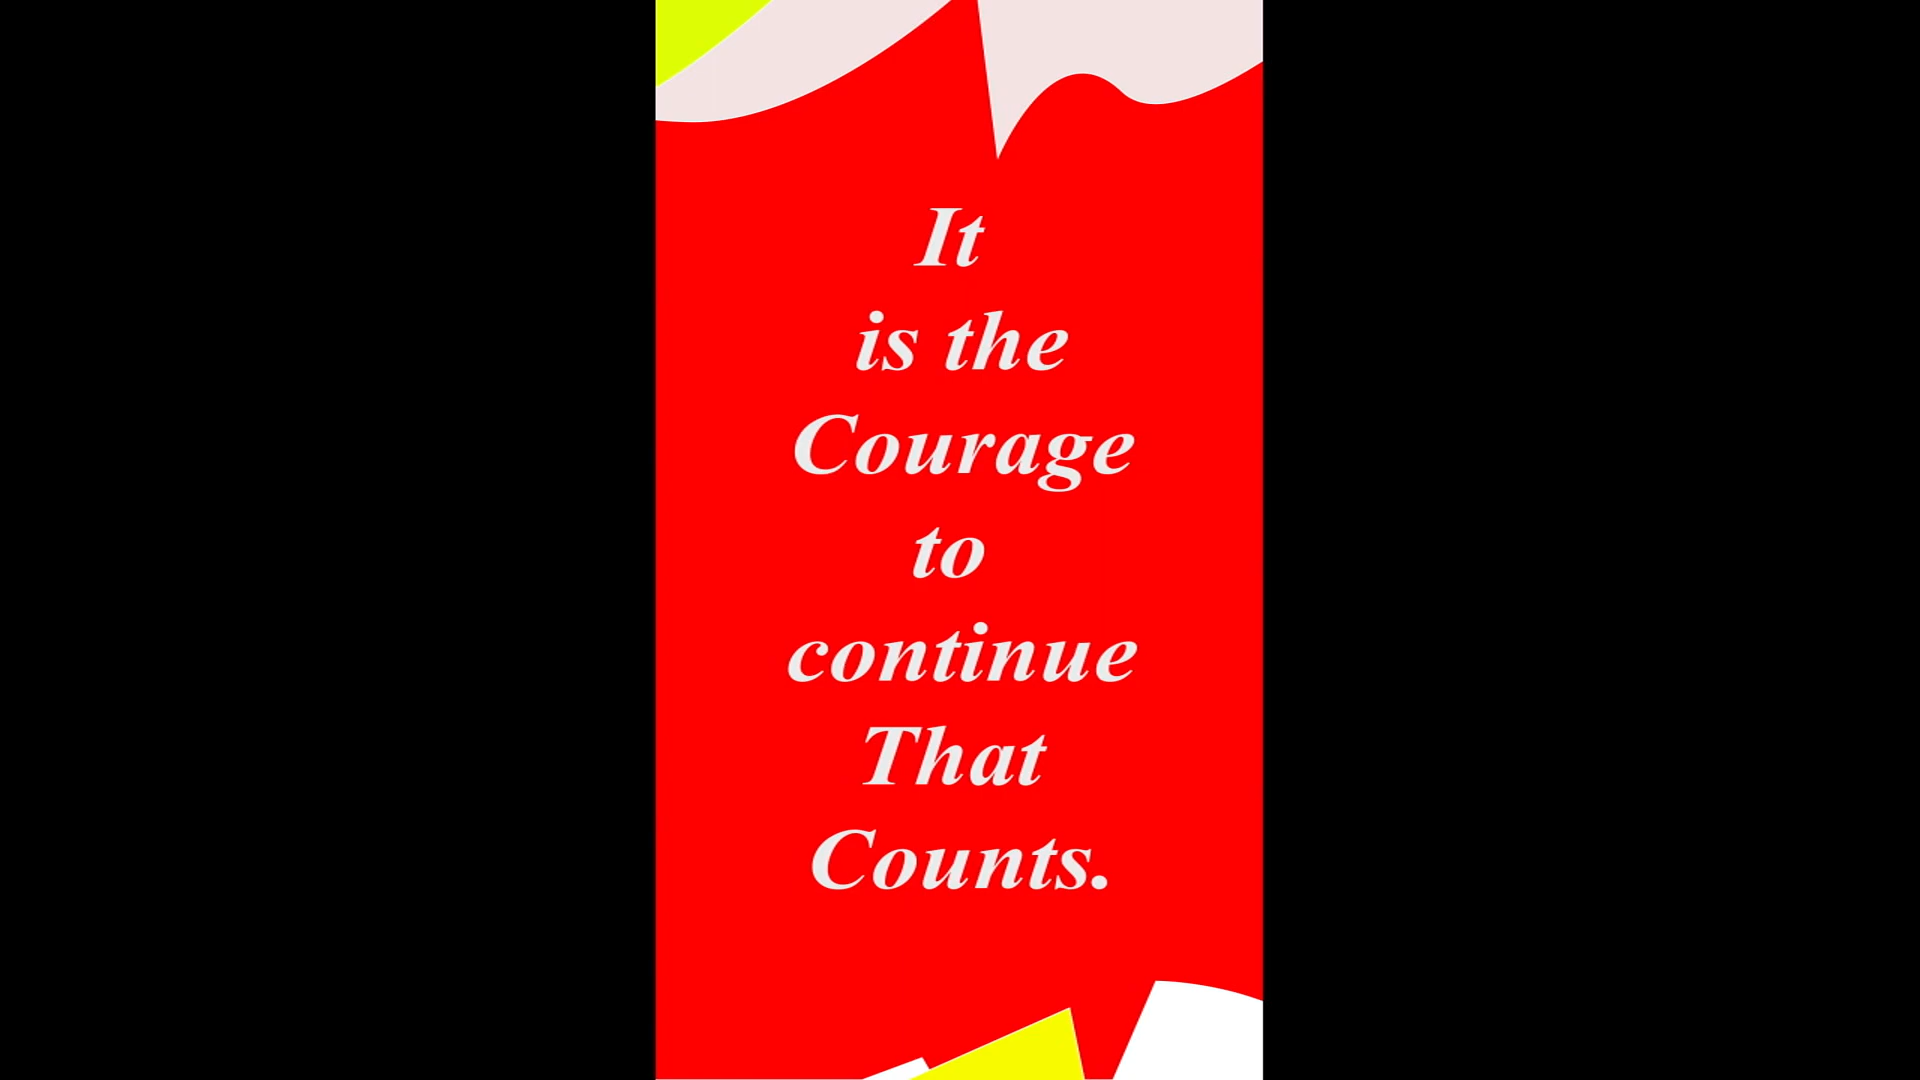 It
is the
Courage
to
continue
That
Counts.